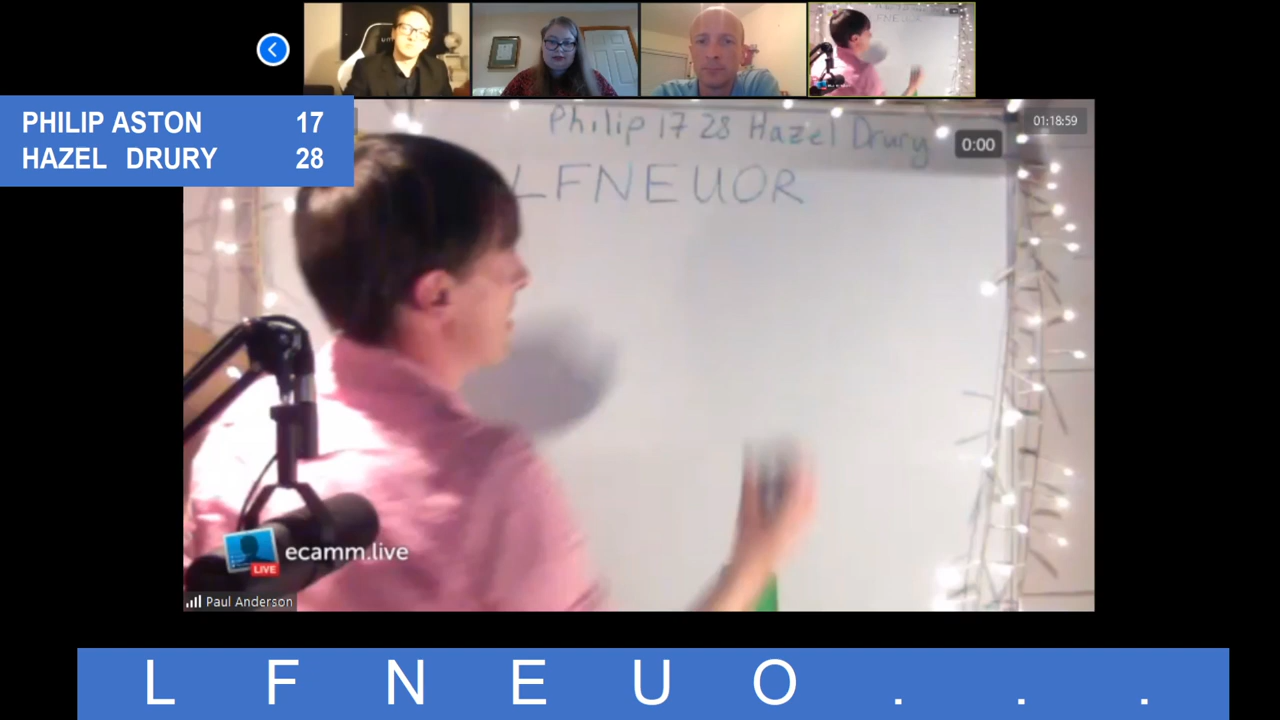 PHILIP ASTON 17
HAZEL DRURY 28
Philip 17 28 Hazel Drury
01:18:59
0:00
LFNEUOR
ecamm.live
LIVE
Paul Anderson
L F N E U O . . .